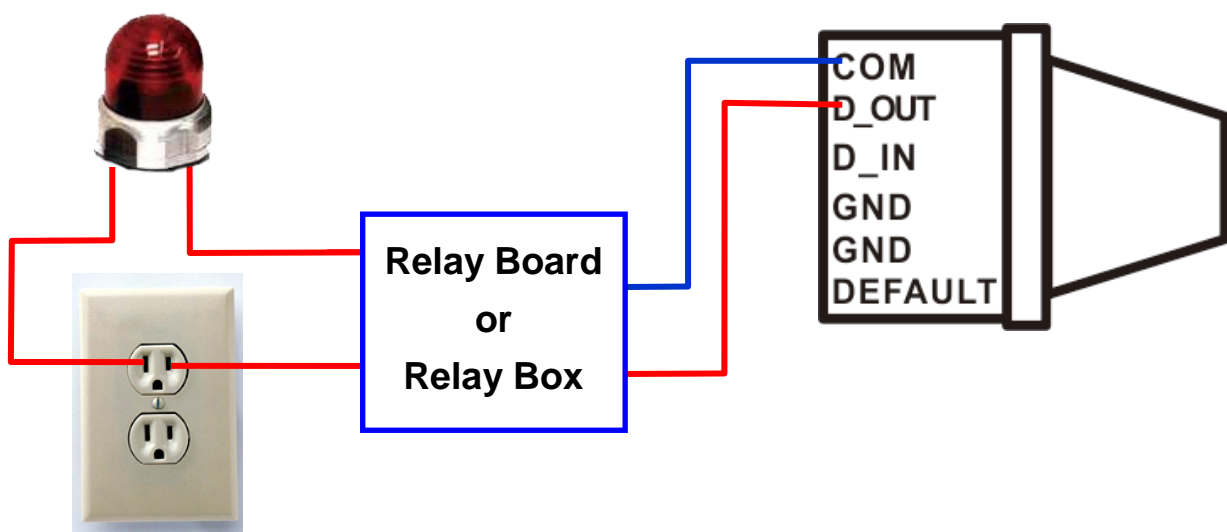 Relay Board
or
Relay Box
COM
D_OUT
D_IN
GND
GND
DEFAULT